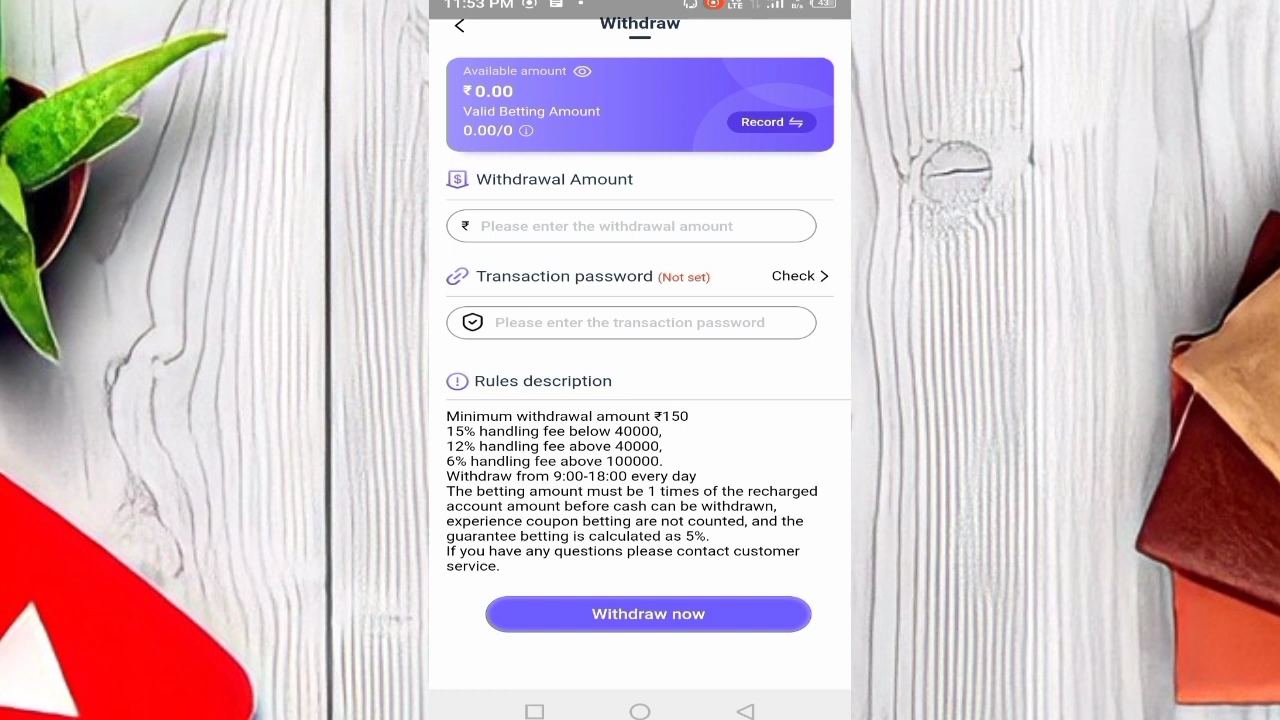 11:53 PM
LTE
B/s
43
Withdraw
Available amount
₹ 0.00
Valid Betting Amount
0.00/0
Record
$ Withdrawal Amount
₹ Please enter the withdrawal amount
Transaction password (Not set) Check
Please enter the transaction password
Rules description
Minimum withdrawal amount ₹150
15% handling fee below 40000,
12% handling fee above 40000,
6% handling fee above 100000.
Withdraw from 9:00-18:00 every day
The betting amount must be 1 times of the recharged
account amount before cash can be withdrawn,
experience coupon betting are not counted, and the
guarantee betting is calculated as 5%.
If you have any questions please contact customer
service.
Withdraw now